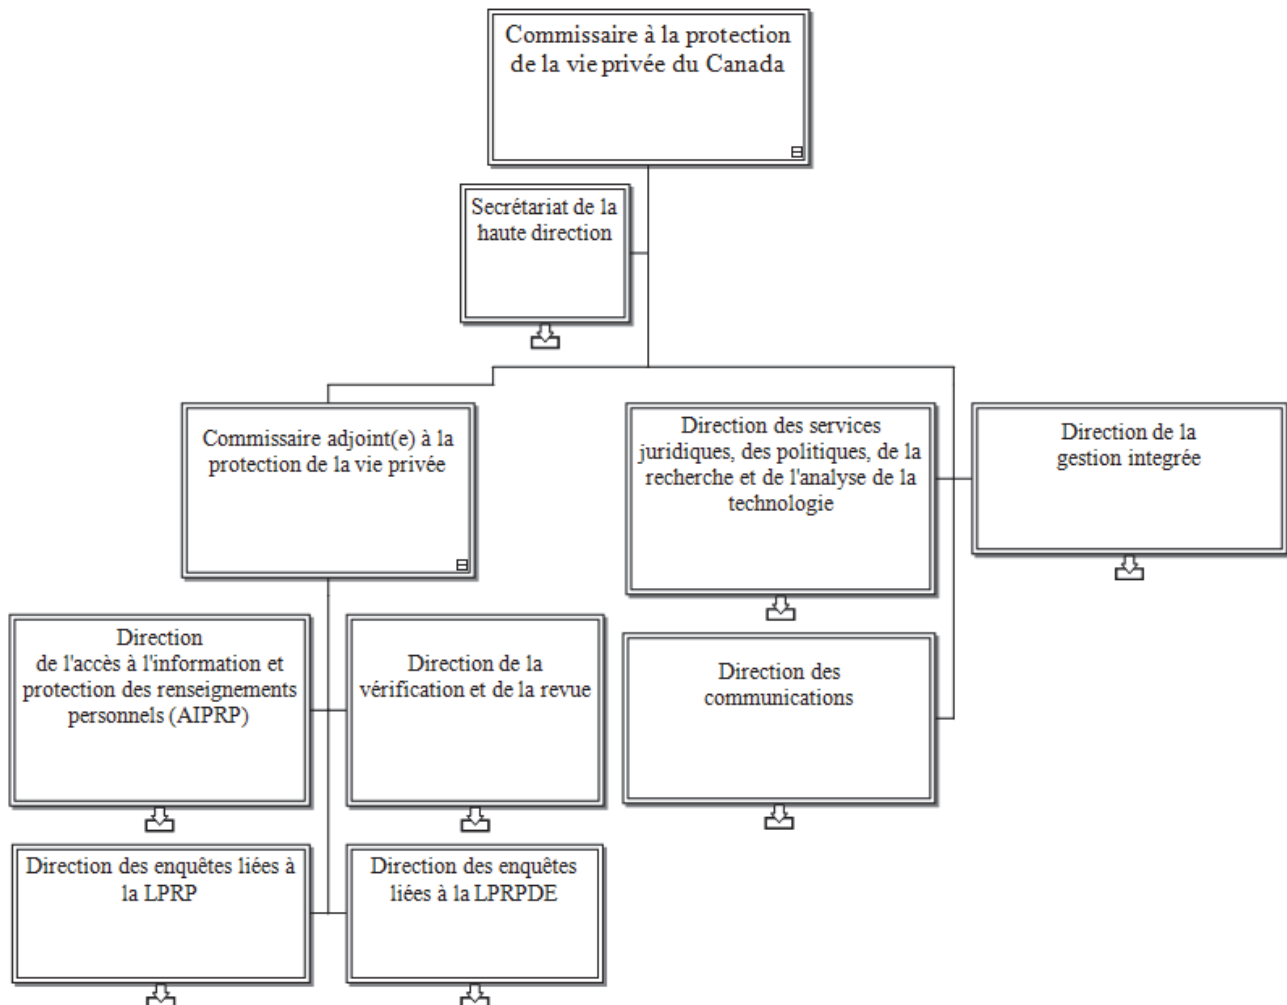 Commissaire à la protection
de la vie privée du Canada
Secrétariat de la
haute direction
Commissaire adjoint(e) à la
protection de la vie privée
Direction des services
juridiques, des politiques, de la
recherche et de l'analyse de la
technologie
Direction de la
gestion integrée
Direction
de l'accès à l'information et
protection des renseignements
personnels (AIPRP)
Direction de la
vérification et de la revue
Direction des
communications
Direction des enquêtes liées à
la LPRP
Direction des enquêtes
liées à la LPRPDE